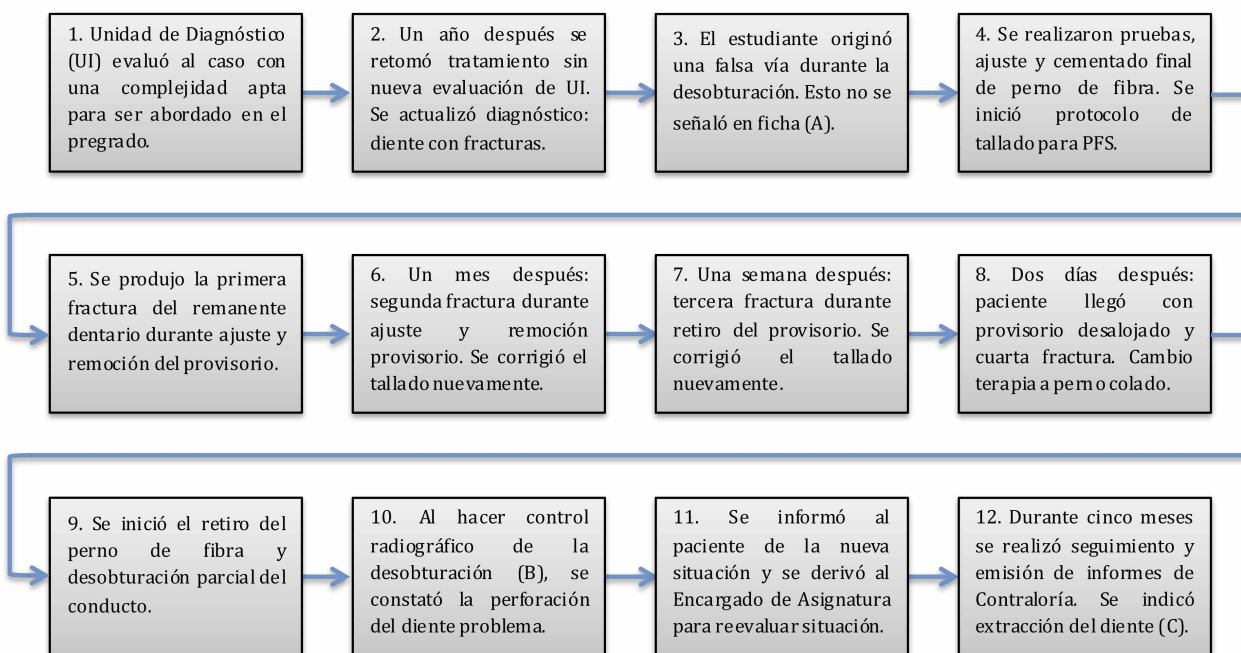 1. Unidad de Diagnóstico
(UI) evaluó al caso con
una complejidad apta
para ser abordado en el
pregrado.
2. Un año después se
retomó tratamiento sin
nueva evaluación de UI.
Se actualizó diagnóstico:
diente con fracturas.
3. El estudiante originó
una falsa vía durante la
desobturación. Esto no se
señaló en ficha (A).
4. Se realizaron pruebas,
ajuste y cementado final
de perno de fibra. Se
inició protocolo de
tallado para PFS.
5. Se produjo la primera
fractura del remanente
dentario durante ajuste y
remoción del provisorio.
6. Un mes después:
segunda fractura durante
ajuste y remoción
provisorio. Se corrigió el
tallado nuevamente.
7. Una semana después:
tercera fractura durante
retiro del provisorio. Se
corrigió el tallado
nuevamente.
8. Dos días después:
paciente llegó con
provisorio desalojado y
cuarta fractura. Cambio
terapia a perno colado.
9. Se inició el retiro del
perno de fibra y
desobturación parcial del
conducto.
10. Al hacer control
radiográfico de la
desobturación (B), se
constató la perforación
del diente problema.
11. Se informó al
paciente de la nueva
situación y se derivó al
Encargado de Asignatura
para reevaluar situación.
12. Durante cinco meses
se realizó seguimiento y
emisión de informes de
Contraloría. Se indicó
extracción del diente (C).